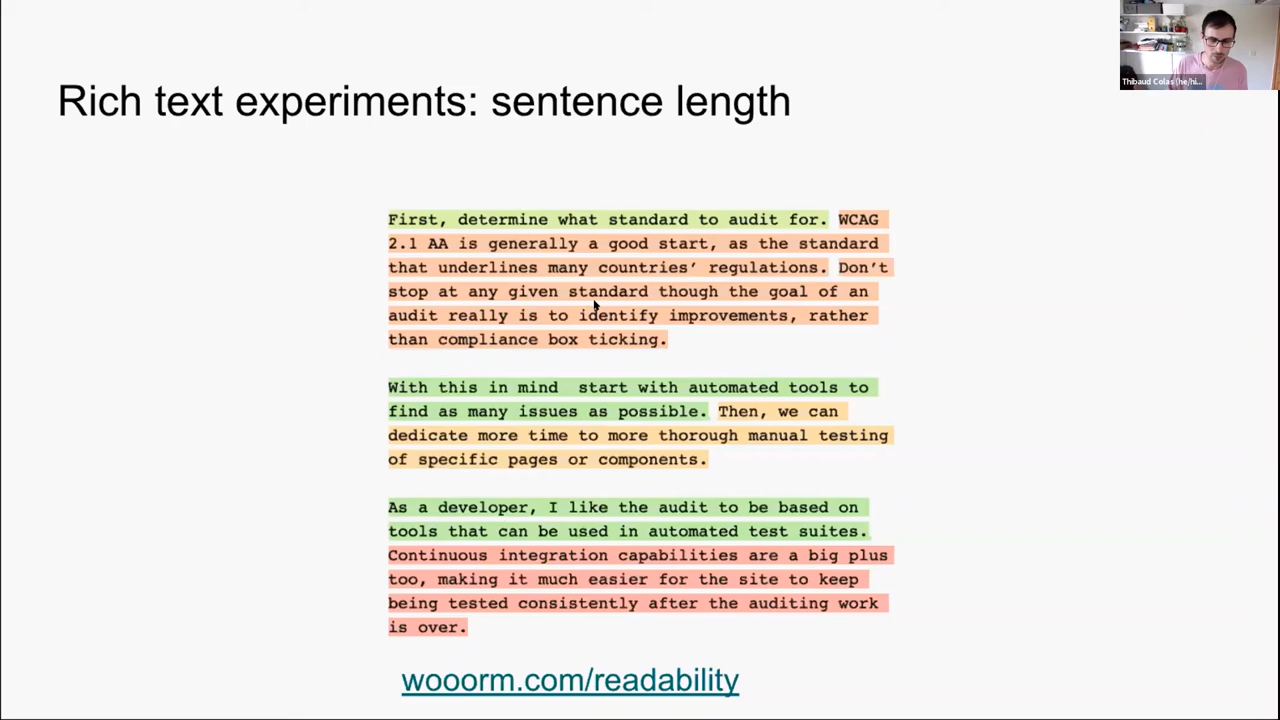 Thibaud Colas (he/hi...
Rich text experiments: sentence length
First, determine what standard to audit for. WCAG
2.1 AA is generally a good start, as the standard
that underlines many countries’ regulations. Don’t
stop at any given standard though the goal of an
audit really is to identify improvements, rather
than compliance box ticking.
With this in mind  start with automated tools to
find as many issues as possible. Then, we can
dedicate more time to more thorough manual testing
of specific pages or components.
As a developer, I like the audit to be based on
tools that can be used in automated test suites.
Continuous integration capabilities are a big plus
too, making it much easier for the site to keep
being tested consistently after the auditing work
is over.
wooorm.com/readability